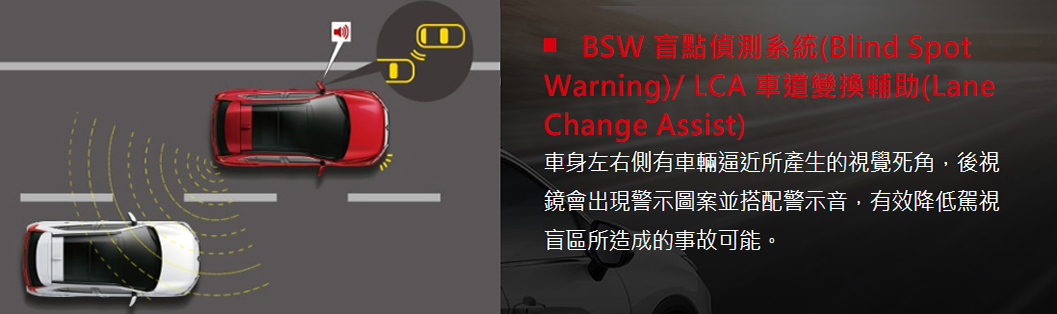 ■ BSW 盲點偵測系統(Blind Spot
Warning)/ LCA 車道變換輔助(Lane
Change Assist)
車身左右側有車輛逼近所產生的視覺死角，後視
鏡會出現警示圖案並搭配警示音，有效降低駕視
盲區所造成的事故可能。